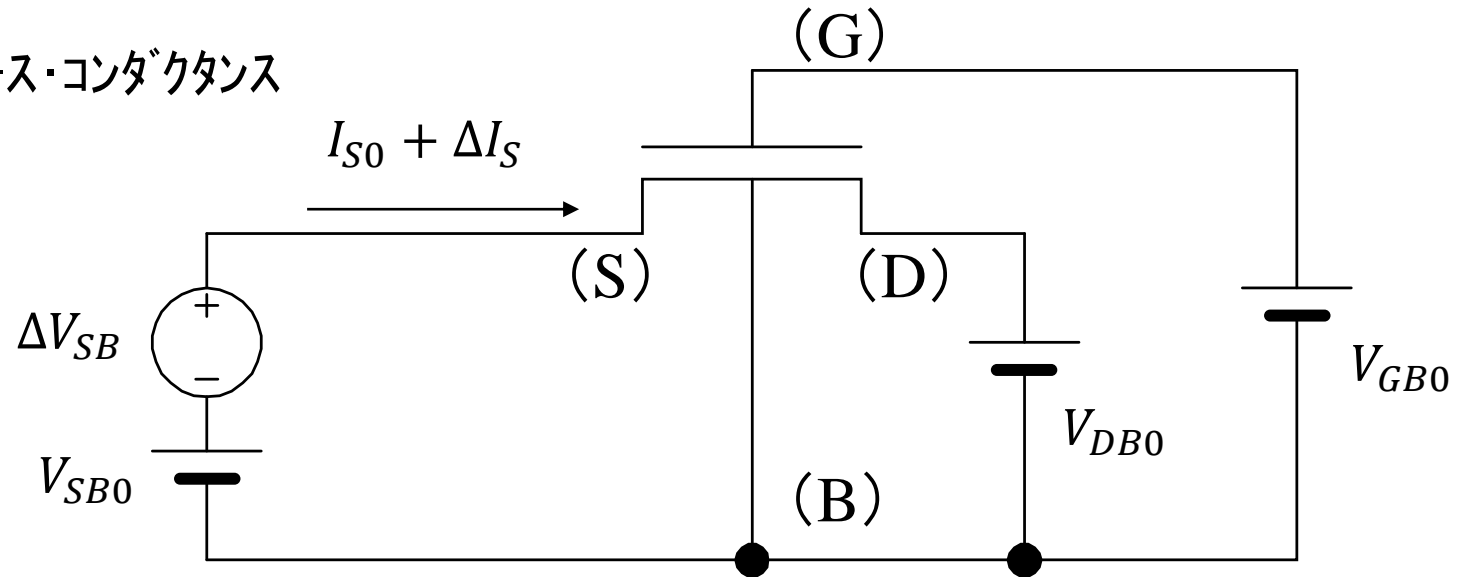 (G)
ース・コンダクタンス
I_{S0} + ΔI_S
(S)
(D)
+
ΔV_{SB}
−
V_{GB0}
V_{DB0}
V_{SB0}
(B)